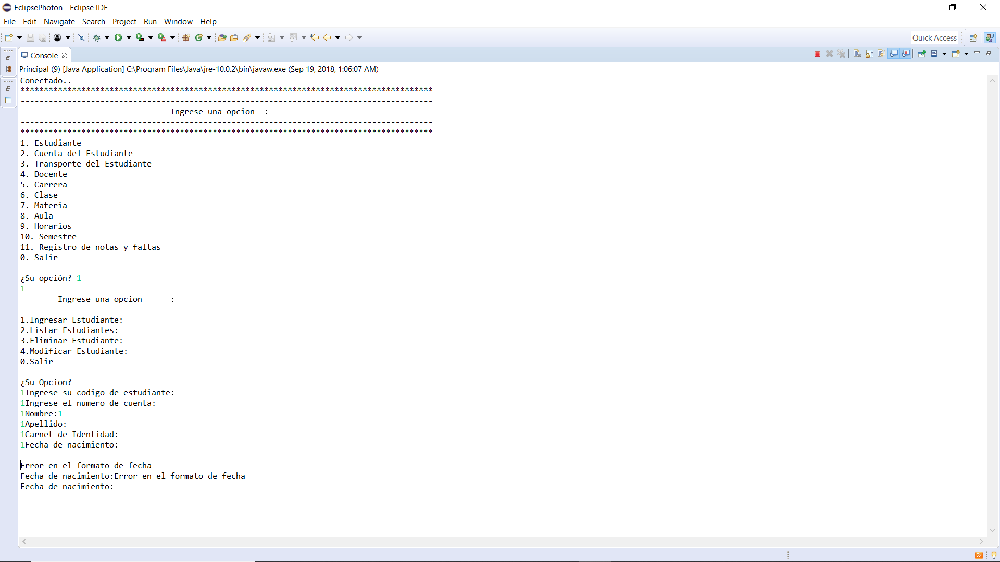 EclipsePhoton - Eclipse IDE
File Edit Navigate Search Project Run Window Help
Quick Access
Console
Principal (9) [Java Application] C:\Program Files\Java\jre-10.0.2\bin\javaw.exe (Sep 19, 2018, 1:06:07 AM)
Conectado..
****************************************************************************************
----------------------------------------------------------------------------------------
Ingrese una opcion  :
----------------------------------------------------------------------------------------
****************************************************************************************
1. Estudiante
2. Cuenta del Estudiante
3. Transporte del Estudiante
4. Docente
5. Carrera
6. Clase
7. Materia
8. Aula
9. Horarios
10. Semestre
11. Registro de notas y faltas
0. Salir
¿Su opción? 1
1--------------------------------------
Ingrese una opcion      :
--------------------------------------
1.Ingresar Estudiante:
2.Listar Estudiantes:
3.Eliminar Estudiante:
4.Modificar Estudiante:
0.Salir
¿Su Opcion?
1Ingrese su codigo de estudiante:
1Ingrese el numero de cuenta:
1Nombre:1
1Apellido:
1Carnet de Identidad:
1Fecha de nacimiento:
Error en el formato de fecha
Fecha de nacimiento:Error en el formato de fecha
Fecha de nacimiento: